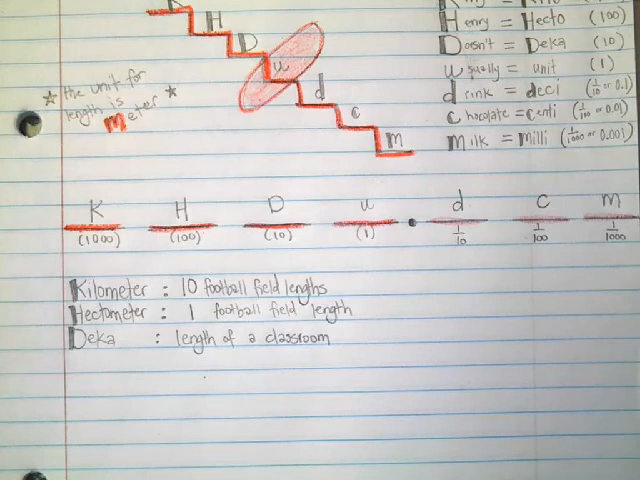 K
H
D
u
d
c
m
☆ the unit for ☆
length is
meter
King = Kilo (1000)
Henry = Hecto (100)
Doesn't = Deka (10)
usually = unit (1)
drink = deci (1/10 or 0.1)
chocolate = centi (1/100 or 0.01)
milk = milli (1/1000 or 0.001)
K H D u . d c m
(1000) (100) (10) (1) 1/10 1/100 1/1000
Kilometer : 10 football field lengths
Hectometer : 1 football field length
Deka : length of a classroom